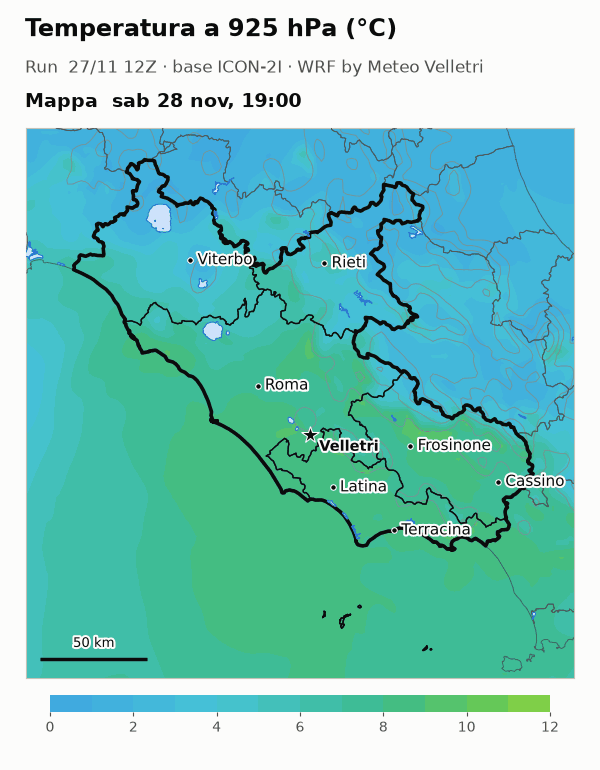 Temperatura a 925 hPa (°C)
Run  27/11 12Z · base ICON-2I · WRF by Meteo Velletri
Mappa  sab 28 nov, 19:00
Viterbo
Rieti
Roma
Velletri
Frosinone
Cassino
Latina
Terracina
50 km
0 2 4 6 8 10 12